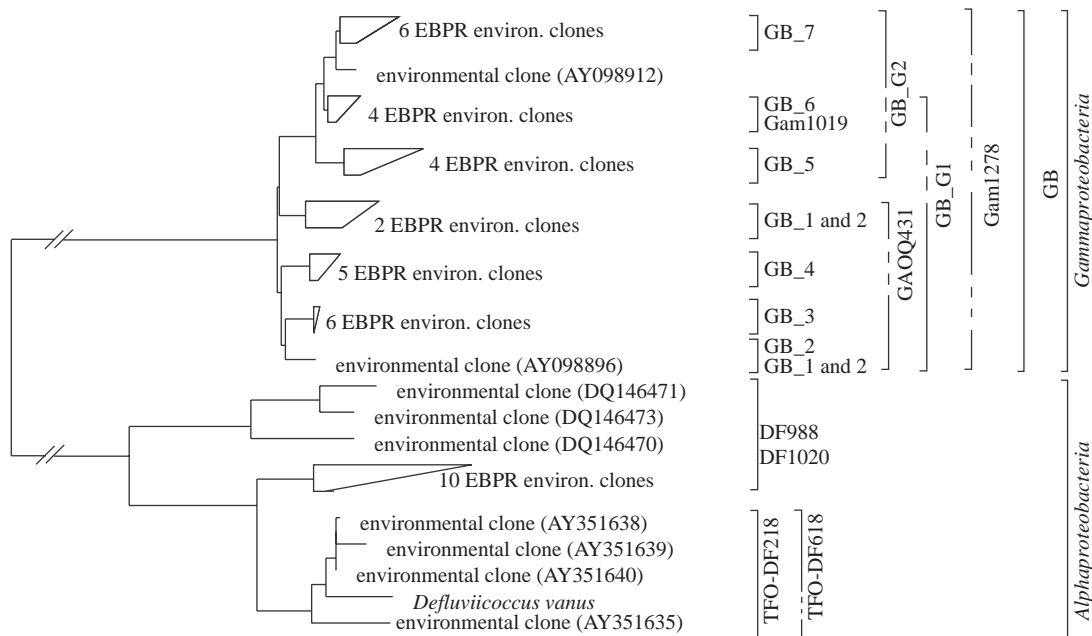 6 EBPR environ. clones
environmental clone (AY098912)
4 EBPR environ. clones
4 EBPR environ. clones
2 EBPR environ. clones
5 EBPR environ. clones
6 EBPR environ. clones
environmental clone (AY098896)
environmental clone (DQ146471)
environmental clone (DQ146473)
environmental clone (DQ146470)
10 EBPR environ. clones
environmental clone (AY351638)
environmental clone (AY351639)
environmental clone (AY351640)
Defluviicoccus vanus
environmental clone (AY351635)
GB_7
GB_6
Gam1019
GB_5
GB_1 and 2
GB_4
GB_3
GB_2
GB_1 and 2
DF988
DF1020
TFO-DF218
TFO-DF618
GB_G2
GAOQ431
GB_G1
Gam1278
GB
Gammaproteobacteria
Alphaproteobacteria